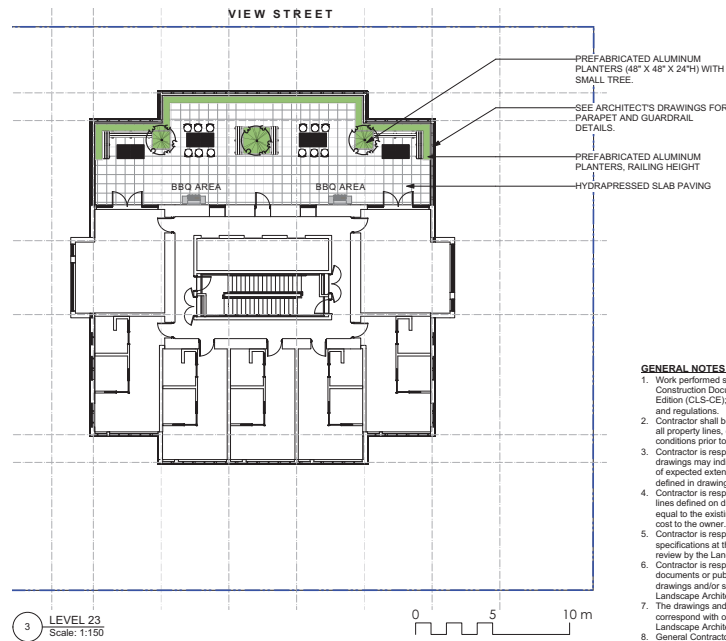 VIEW STREET
PREFABRICATED ALUMINUM
PLANTERS (48" X 48" X 24"H) WITH
SMALL TREE.
SEE ARCHITECT'S DRAWINGS FOR
PARAPET AND GUARDRAIL
DETAILS.
PREFABRICATED ALUMINUM
PLANTERS, RAILING HEIGHT
HYDRAPRESSED SLAB PAVING
BBQ AREA
BBQ AREA
GENERAL NOTES
1. Work performed s
Construction Docu
Edition (CLS-CE);
and regulations.
2. Contractor shall b
all property lines,
conditions prior to
3. Contractor is resp
drawings may indi
of expected exten
defined in drawing
4. Contractor is resp
lines defined on d
equal to the existi
cost to the owner.
5. Contractor is resp
specifications at th
review by the Lan
6. Contractor is resp
documents or pub
drawings and/or s
Landscape Archite
7. The drawings and
correspond with o
Landscape Archite
8. General Contracto
3
LEVEL 23
Scale: 1:150
0 5 10 m